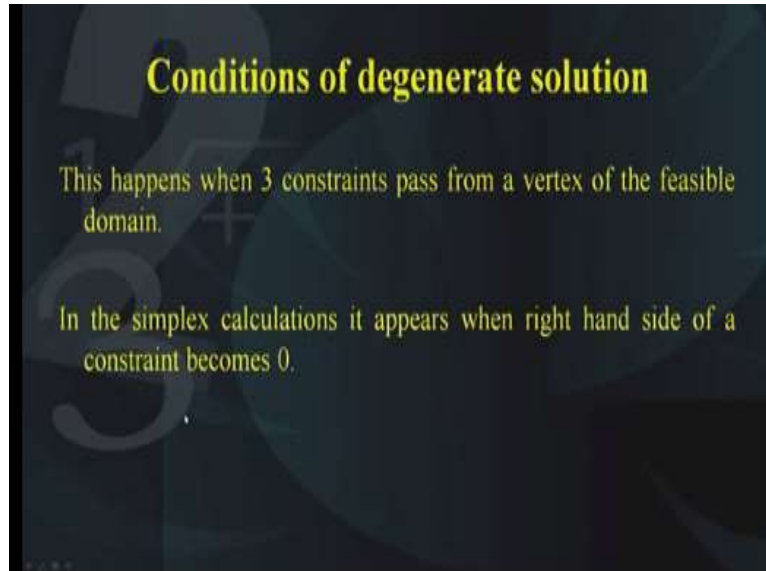 Conditions of degenerate solution
This happens when 3 constraints pass from a vertex of the feasible
domain.
In the simplex calculations it appears when right hand side of a
constraint becomes 0.